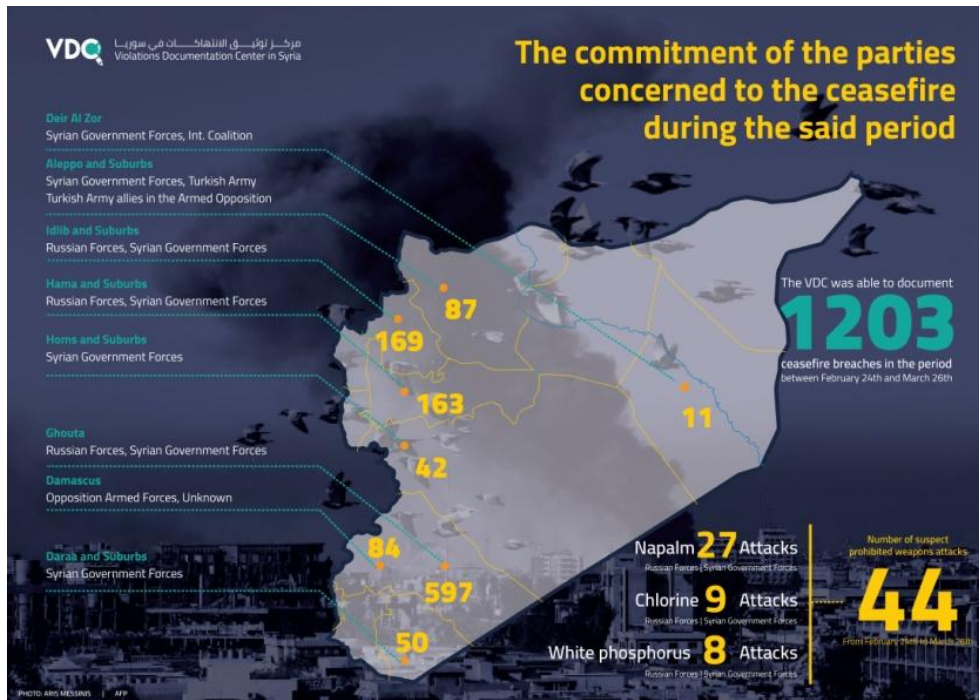 VDC
مركز توثيق الانتهاكات في سوريا
Violations Documentation Center in Syria
The commitment of the parties
concerned to the ceasefire
during the said period
Deir Al Zor
Syrian Government Forces, Int. Coalition
Aleppo and Suburbs
Syrian Government Forces, Turkish Army
Turkish Army allies in the Armed Opposition
Idlib and Suburbs
Russian Forces, Syrian Government Forces
Hama and Suburbs
Russian Forces, Syrian Government Forces
Homs and Suburbs
Syrian Government Forces
Ghouta
Russian Forces, Syrian Government Forces
Damascus
Opposition Armed Forces, Unknown
Daraa and Suburbs
Syrian Government Forces
87
169
163
11
42
84
597
50
The VDC was able to document
1203
ceasefire breaches in the period
between February 24th and March 26th
Napalm 27 Attacks
Russian Forces | Syrian Government Forces
Chlorine 9 Attacks
Russian Forces | Syrian Government Forces
White phosphorus 8 Attacks
Russian Forces | Syrian Government Forces
Number of suspect
prohibited weapons attacks
44
From February 24th to March 26th
PHOTO: ARIS MESSINIS | AFP